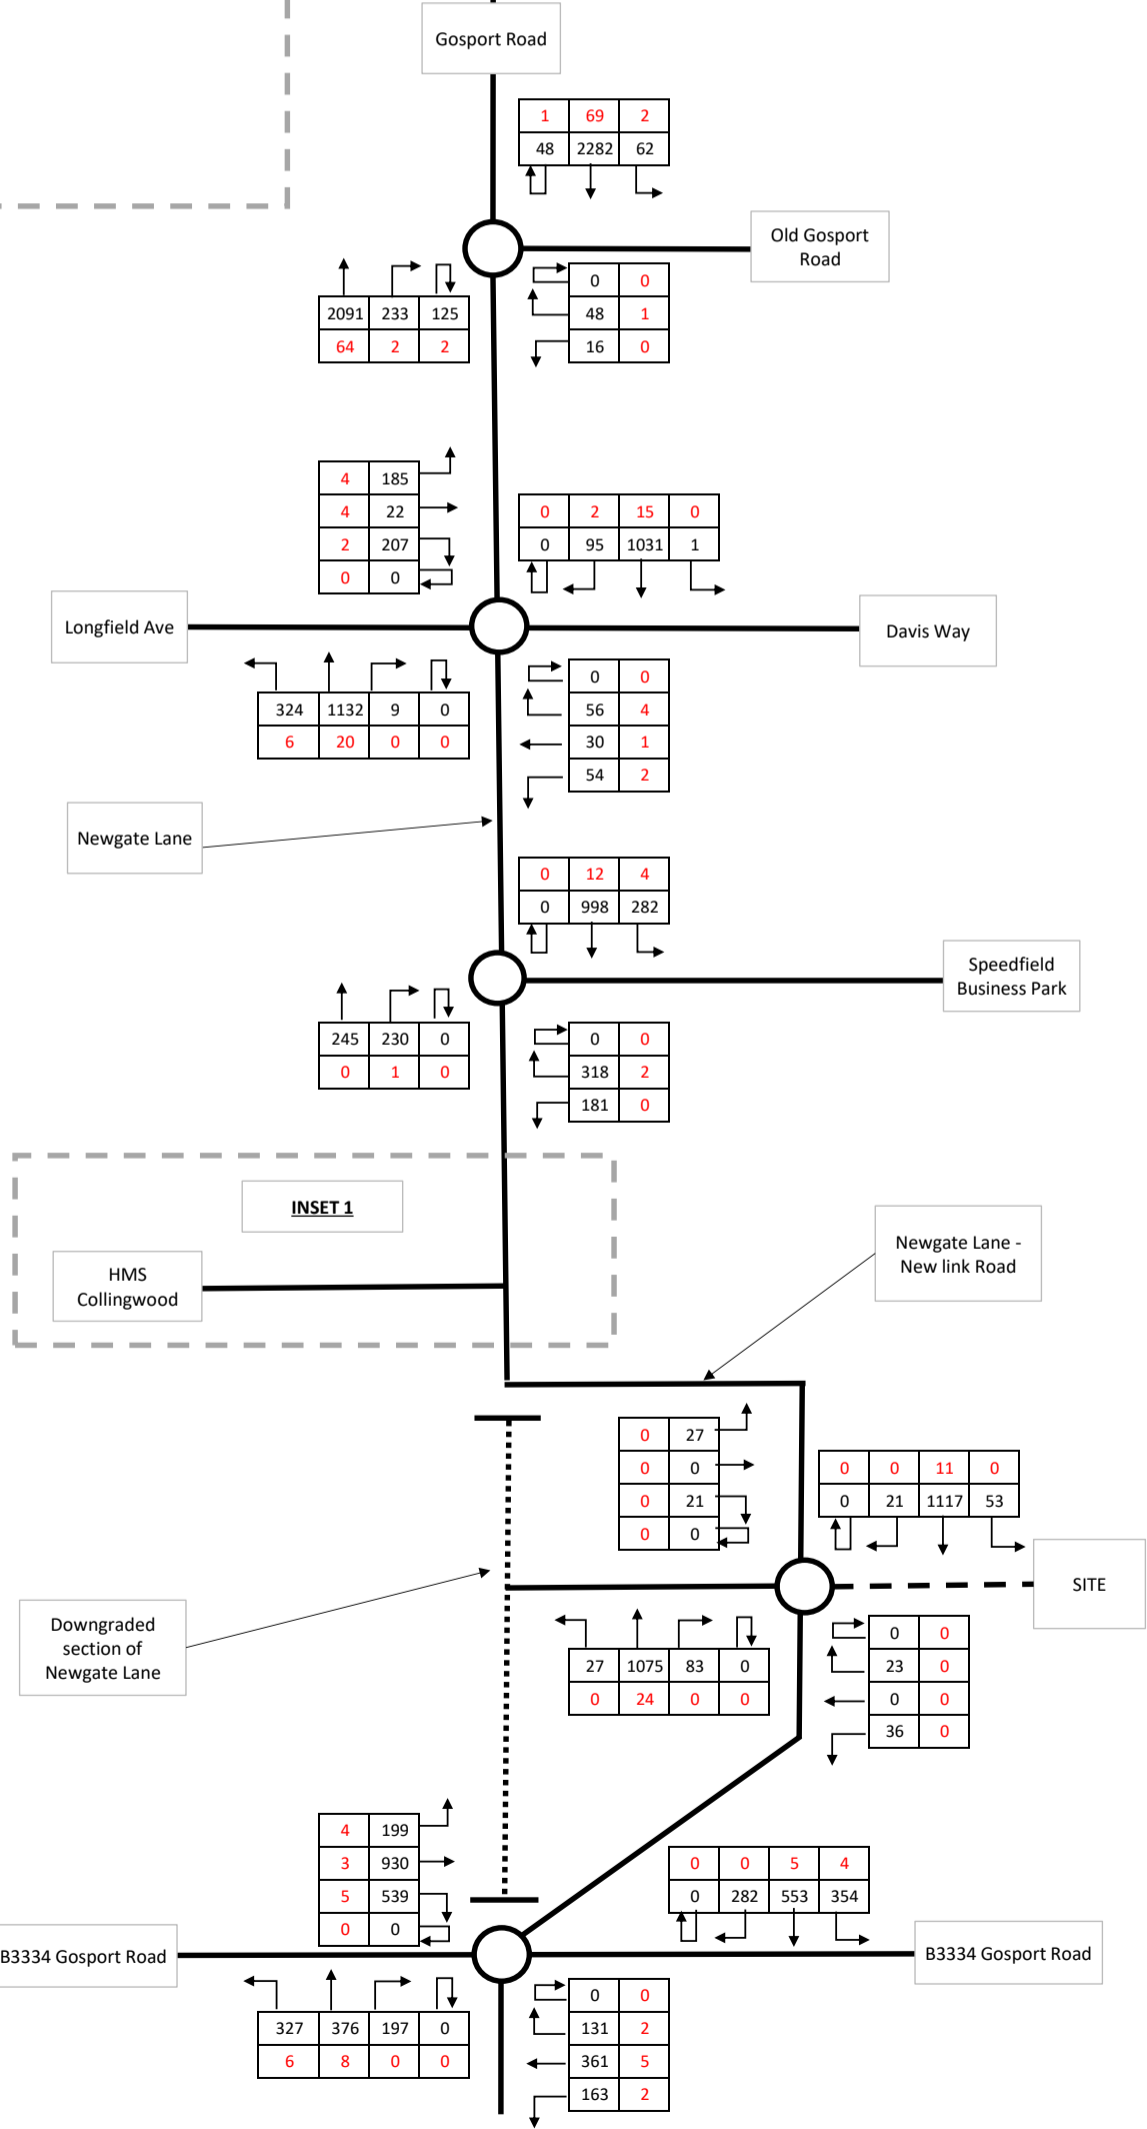 Gosport Road
1 69 2
48 2282 62
Old Gosport
Road
0 0
48 1
16 0
2091 233 125
64 2 2
4 185
4 22
2 207
0 0
0 2 15 0
0 95 1031 1
Longfield Ave
Davis Way
324 1132 9 0
6 20 0 0
0 0
56 4
30 1
54 2
Newgate Lane
0 12 4
0 998 282
Speedfield
Business Park
245 230 0
0 1 0
0 0
318 2
181 0
INSET 1
HMS
Collingwood
Newgate Lane -
New link Road
0 27
0 0
0 21
0 0
0 0 11 0
0 21 1117 53
SITE
Downgraded
section of
Newgate Lane
27 1075 83 0
0 24 0 0
0 0
23 0
0 0
36 0
4 199
3 930
5 539
0 0
0 0 5 4
0 282 553 354
B3334 Gosport Road
B3334 Gosport Road
327 376 197 0
6 8 0 0
0 0
131 2
361 5
163 2